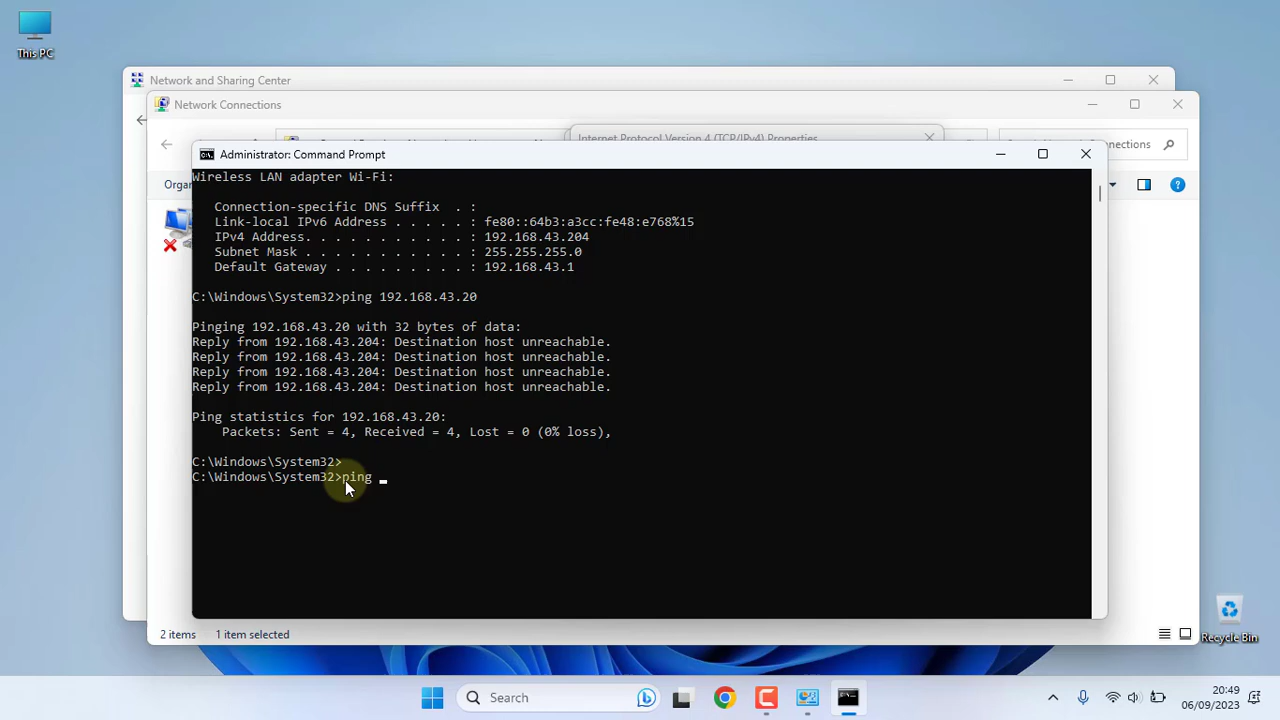 This PC
Network and Sharing Center
Network Connections
Internet Protocol Version 4 (TCP/IPv4) Properties
Connections
Organ
Administrator: Command Prompt
Wireless LAN adapter Wi-Fi:
Connection-specific DNS Suffix  . :
Link-local IPv6 Address . . . . . : fe80::64b3:a3cc:fe48:e768%15
IPv4 Address. . . . . . . . . . . : 192.168.43.204
Subnet Mask . . . . . . . . . . . : 255.255.255.0
Default Gateway . . . . . . . . . : 192.168.43.1
C:\Windows\System32>ping 192.168.43.20
Pinging 192.168.43.20 with 32 bytes of data:
Reply from 192.168.43.204: Destination host unreachable.
Reply from 192.168.43.204: Destination host unreachable.
Reply from 192.168.43.204: Destination host unreachable.
Reply from 192.168.43.204: Destination host unreachable.
Ping statistics for 192.168.43.20:
Packets: Sent = 4, Received = 4, Lost = 0 (0% loss),
C:\Windows\System32>
C:\Windows\System32>ping _
2 items 1 item selected
Recycle Bin
Search
20:49
06/09/2023